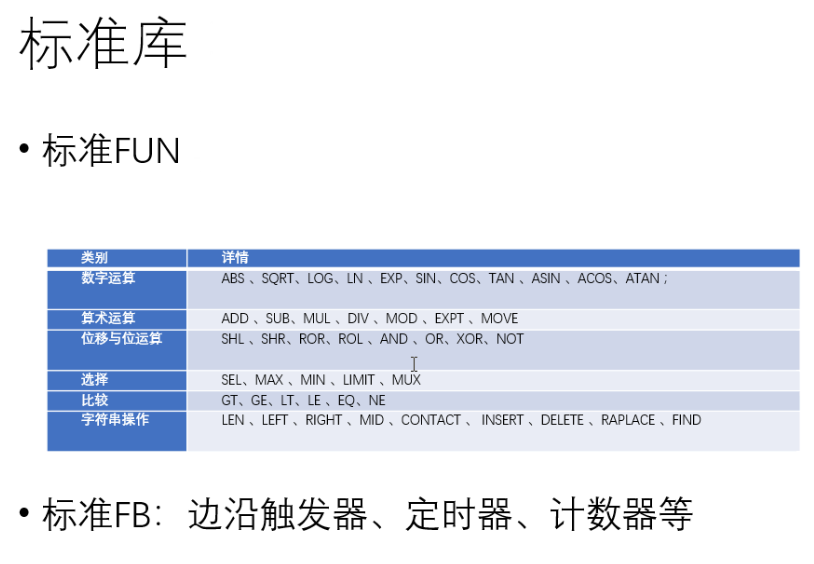 标准库
• 标准FUN
类别 详情
数字运算 ABS 、SQRT、LOG、LN 、EXP、SIN、COS、TAN 、ASIN 、ACOS、ATAN ;
算术运算 ADD 、SUB、MUL 、DIV 、MOD 、EXPT 、MOVE
位移与位运算 SHL 、SHR、ROR、ROL 、AND 、OR、XOR、NOT
选择 SEL、MAX 、MIN 、LIMIT 、MUX
比较 GT、GE、LT、LE 、EQ、NE
字符串操作 LEN 、LEFT 、RIGHT 、MID 、CONTACT 、 INSERT 、DELETE 、RAPLACE 、FIND
• 标准FB：边沿触发器、定时器、计数器等